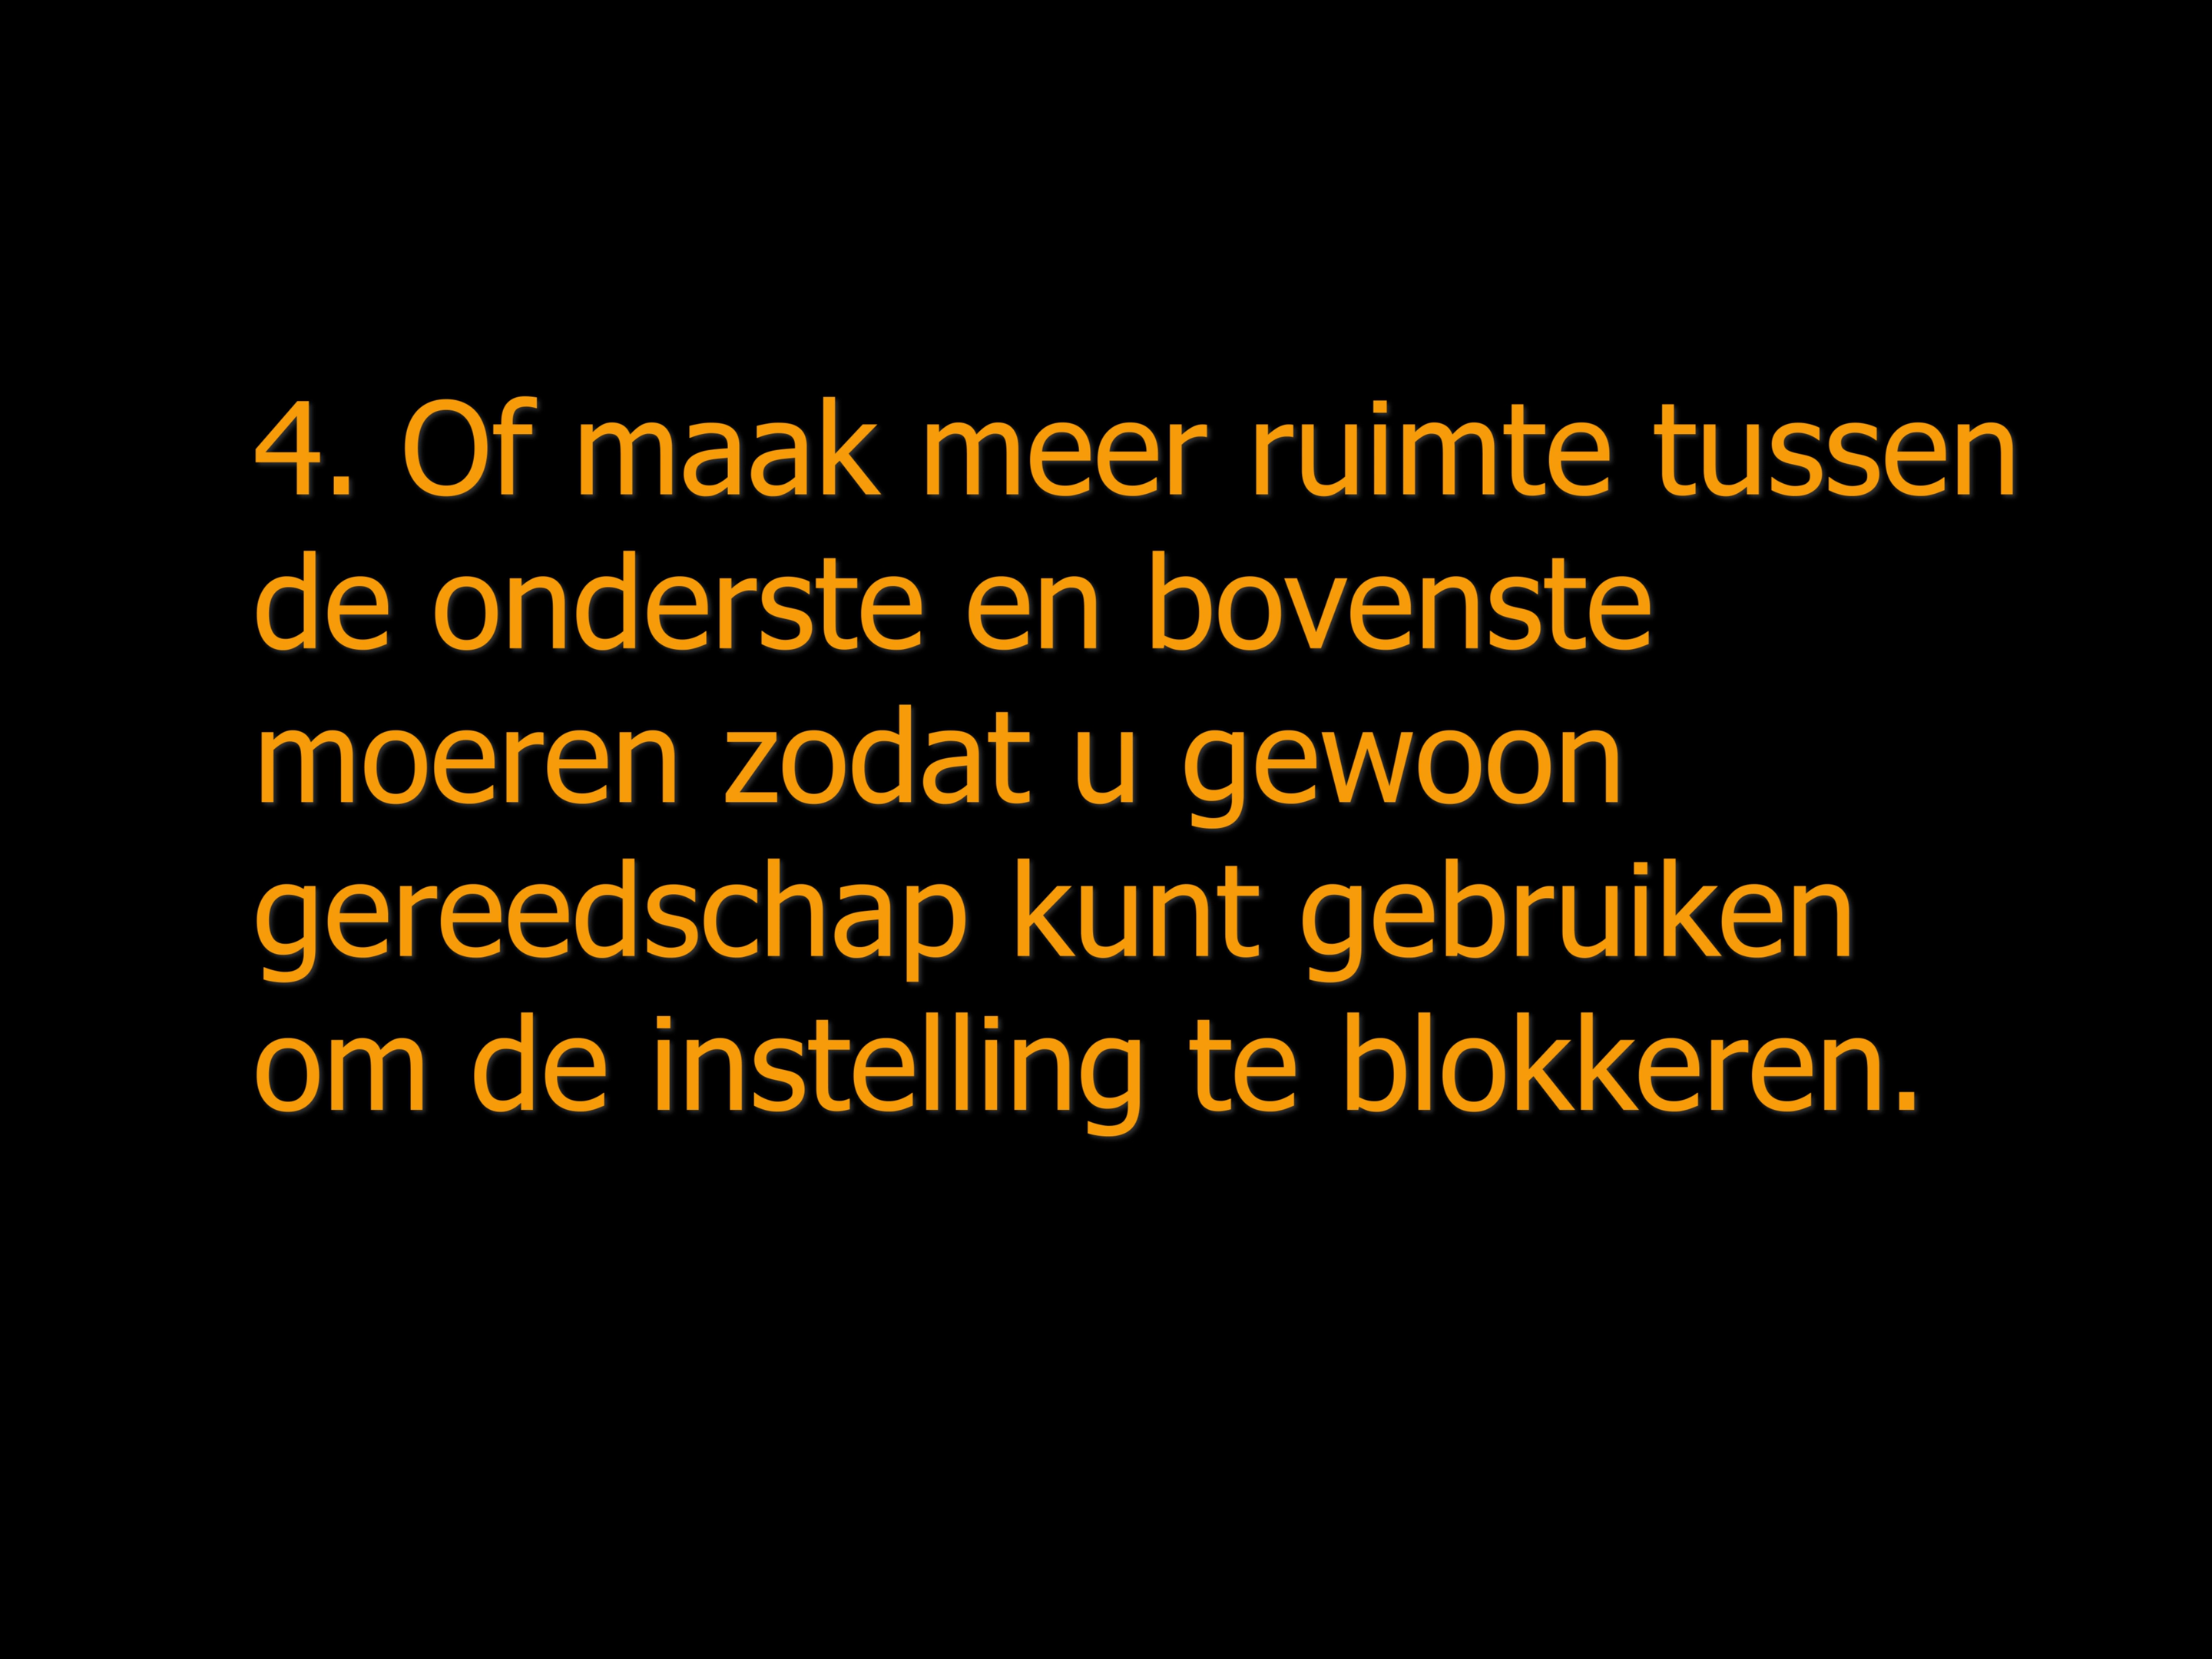 4. Of maak meer ruimte tussen
de onderste en bovenste
moeren zodat u gewoon
gereedschap kunt gebruiken
om de instelling te blokkeren.